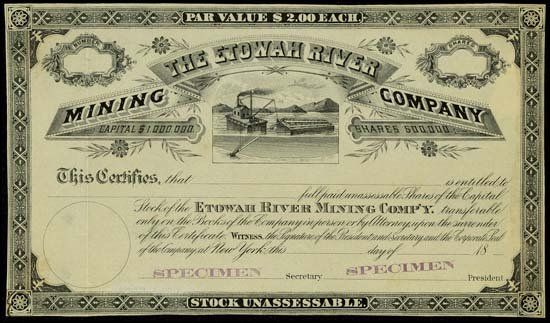 PAR VALUE $ 2.00 EACH.
NUMBER
SHARES
THE ETOWAH RIVER
MINING COMPANY
CAPITAL $1,000,000. SHARES 500,000.
This Certifies, that is entitled to
full paid unassessable Shares of the Capital
Stock of the ETOWAH RIVER MINING COMP'Y. transferable
only on the Books of the Company in person or by Attorney upon the surrender
of this Certificate. WITNESS, the Signatures of the President and Secretary and the Corporate Seal
of the Company, at New York, this day of 18
SPECIMEN Secretary SPECIMEN President.
STOCK UNASSESSABLE.